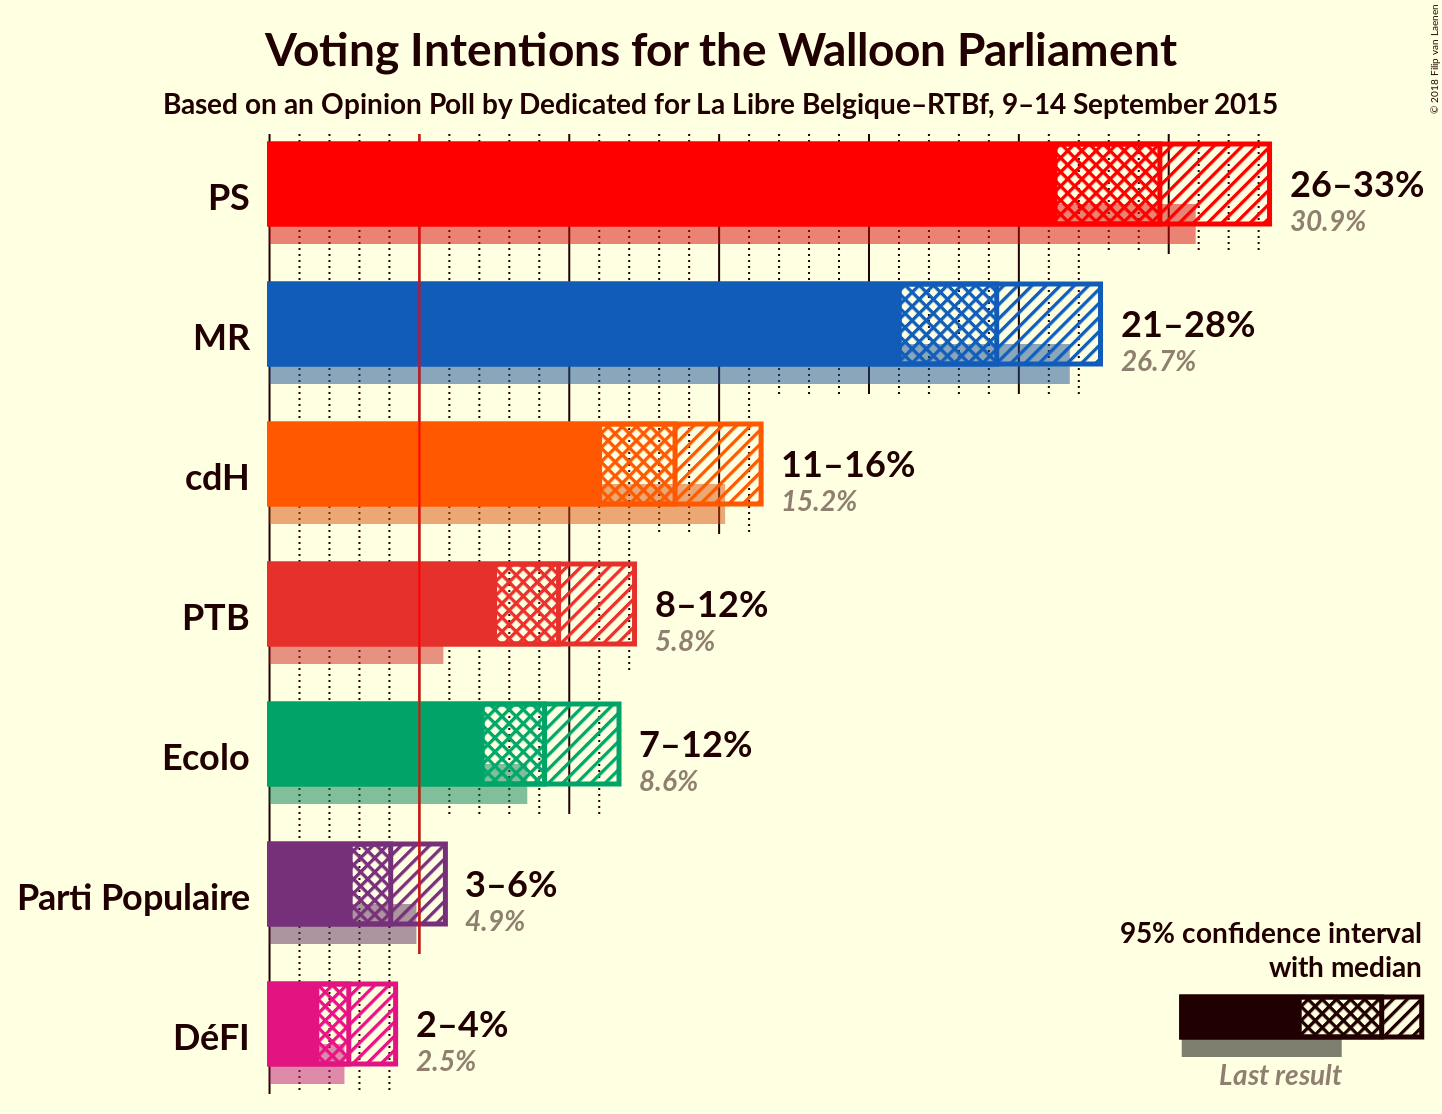 Voting Intentions for the Walloon Parliament
Based on an Opinion Poll by Dedicated for La Libre Belgique–RTBf, 9–14 September 2015
© 2018 Filip van Laenen
PS
26–33%
30.9%
MR
21–28%
26.7%
cdH
11–16%
15.2%
PTB
8–12%
5.8%
Ecolo
7–12%
8.6%
Parti Populaire
3–6%
4.9%
DéFI
2–4%
2.5%
95% confidence interval
with median
Last result